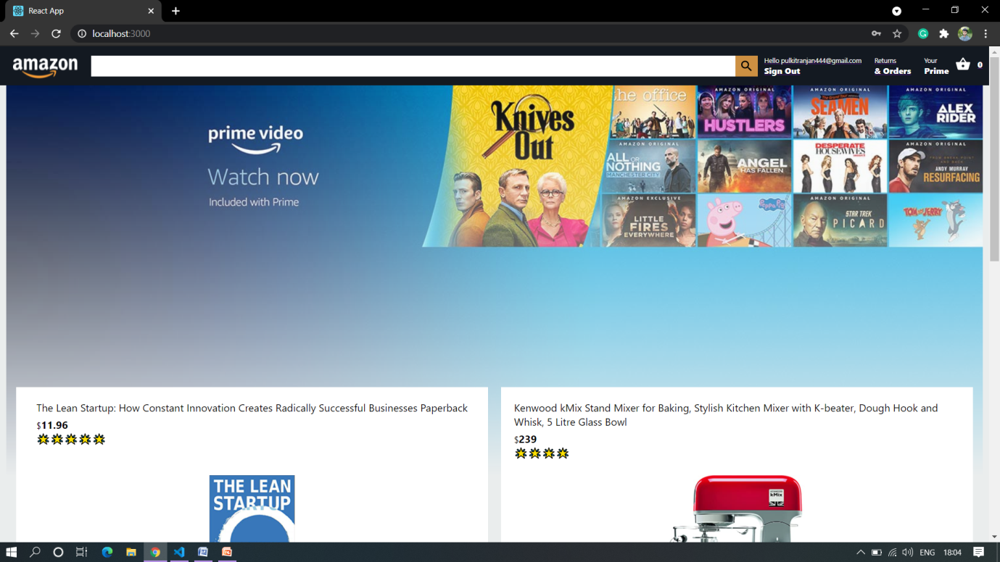 React App
localhost:3000
amazon
Hello pulkitranjan444@gmail.com
Sign Out
Returns
& Orders
Your
Prime
0
prime video
Watch now
Included with Prime
Knives
Out
the office
AMAZON ORIGINAL
HUSTLERS
AMAZON ORIGINAL
The Grand Tour
SEAMEN
AMAZON ORIGINAL
ALEX
RIDER
AMAZON ORIGINAL
ALL OR
NOTHING
MANCHESTER CITY
ANGEL
HAS FALLEN
DESPERATE
HOUSEWIVES
AMAZON ORIGINAL
ANDY MURRAY
RESURFACING
AMAZON EXCLUSIVE
LITTLE
FIRES
EVERYWHERE
Peppa Pig
AMAZON ORIGINAL
STAR TREK
PICARD
TOM and JERRY
The Lean Startup: How Constant Innovation Creates Radically Successful Businesses Paperback
$11.96
THE LEAN
STARTUP
Kenwood kMix Stand Mixer for Baking, Stylish Kitchen Mixer with K-beater, Dough Hook and
Whisk, 5 Litre Glass Bowl
$239
kMix
ENG
18:04